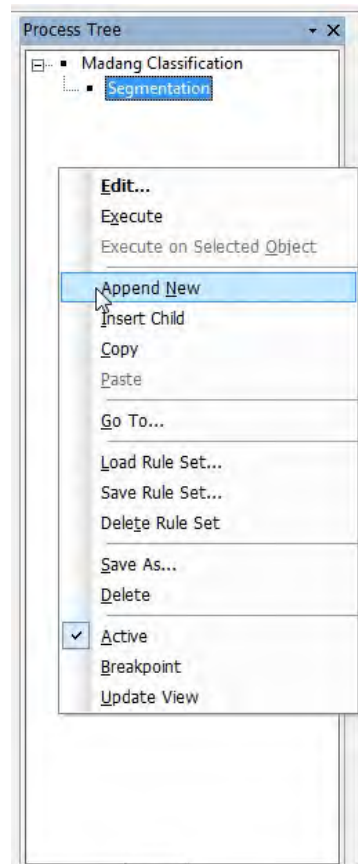 Process Tree
Madang Classification
Segmentation
Edit...
Execute
Execute on Selected Object
Append New
Insert Child
Copy
Paste
Go To...
Load Rule Set...
Save Rule Set...
Delete Rule Set
Save As...
Delete
Active
Breakpoint
Update View